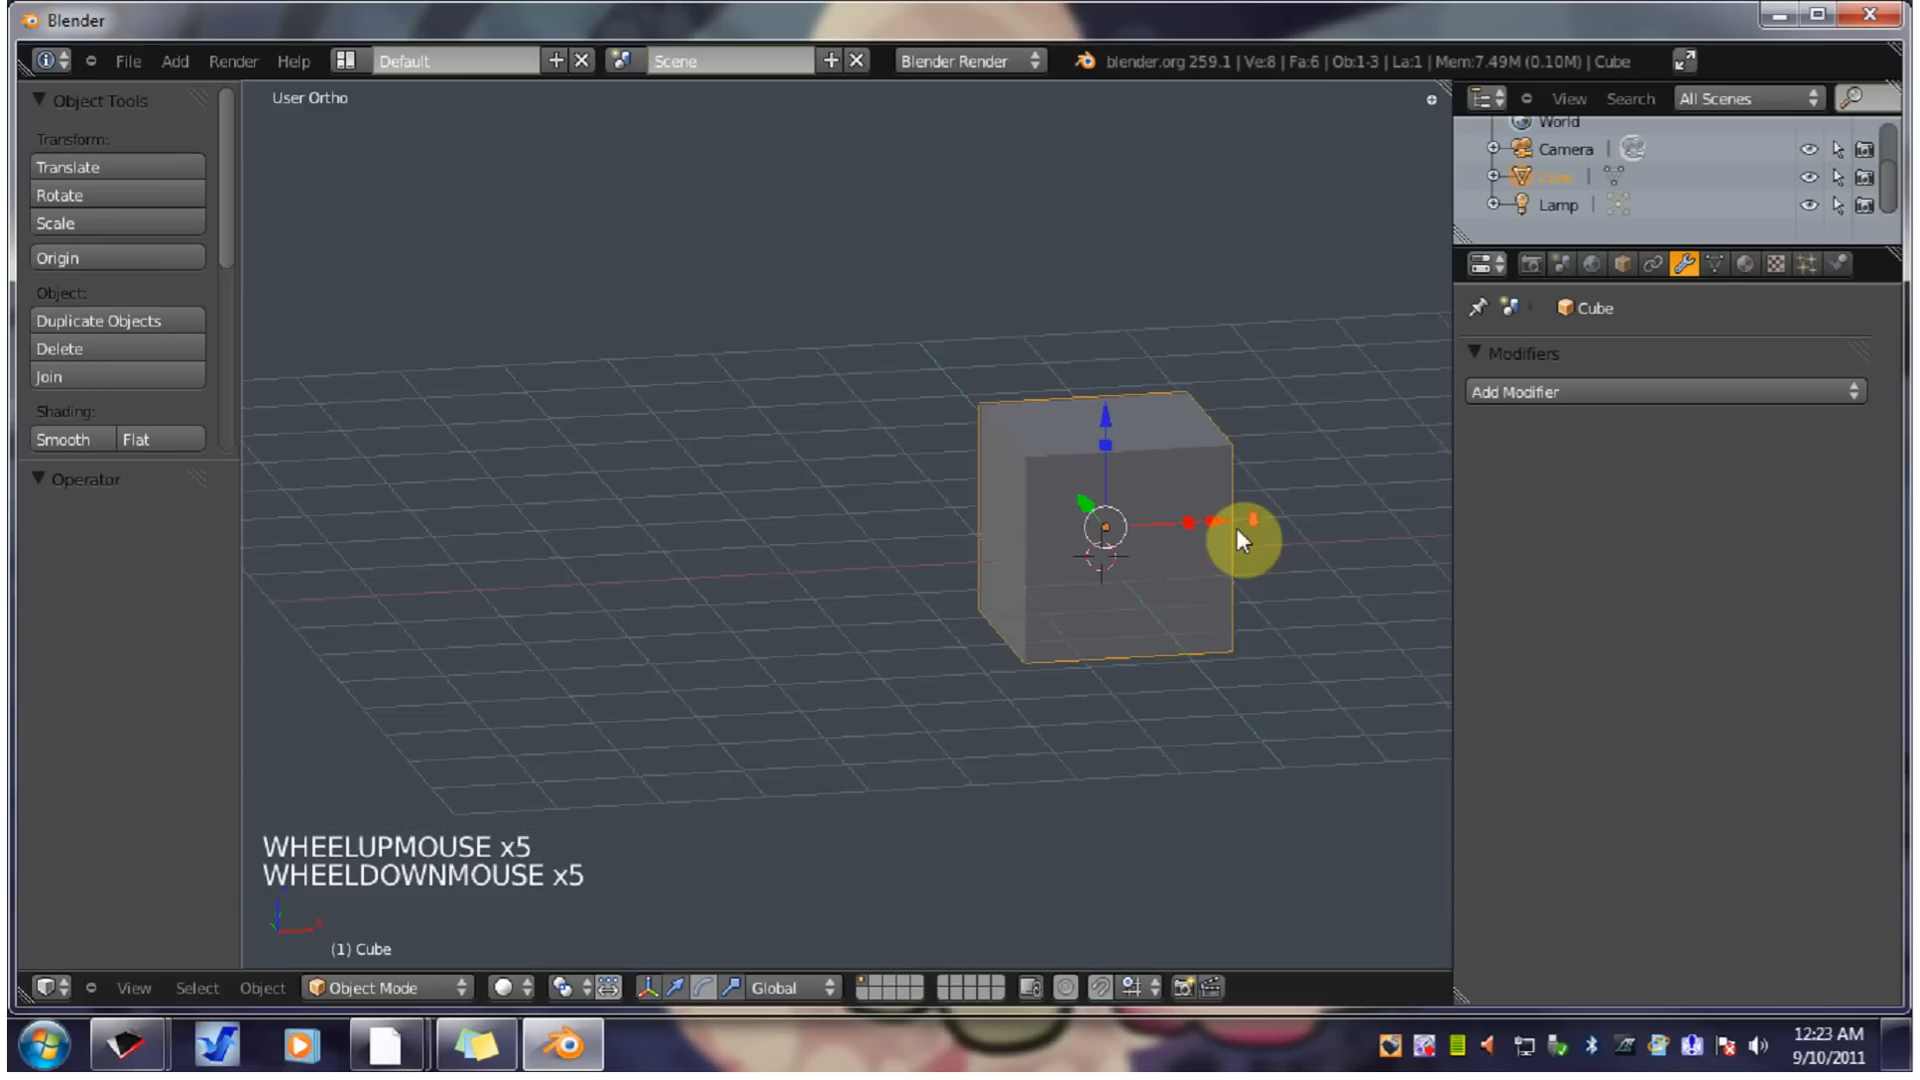 Blender
File Add Render Help Default Scene Blender Render blender.org 259.1 | Ve:8 | Fa:6 | Ob:1-3 | La:1 | Mem:7.49M (0.10M) | Cube
Object Tools
Transform:
Translate
Rotate
Scale
Origin
Object:
Duplicate Objects
Delete
Join
Shading:
Smooth Flat
Operator
User Ortho
WHEELUPMOUSE x5
WHEELDOWNMOUSE x5
(1) Cube
View Select Object Object Mode Global
View Search All Scenes
World
Camera
Cube
Lamp
Cube
Modifiers
Add Modifier
12:23 AM
9/10/2011